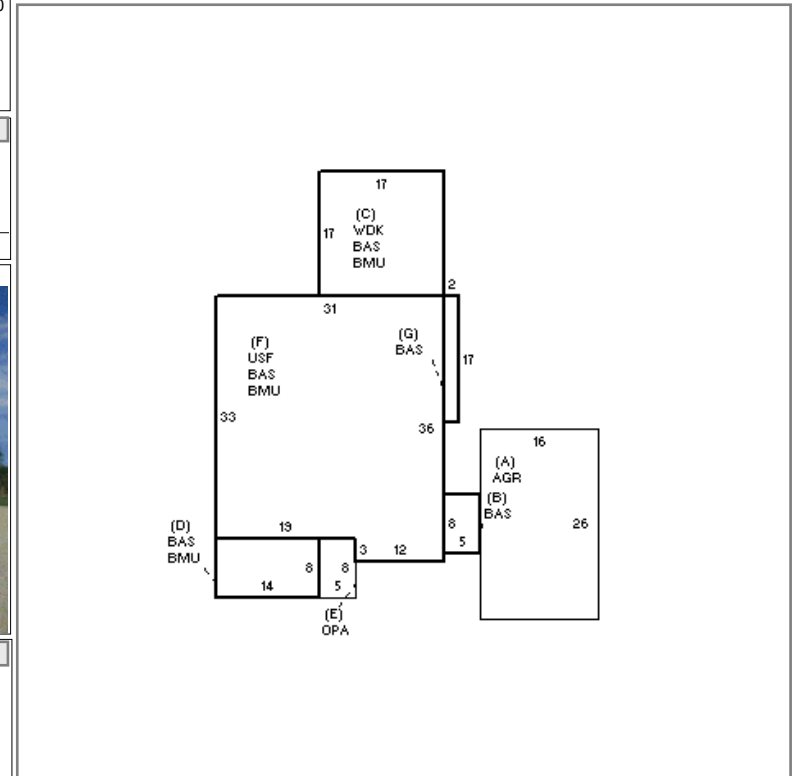 17
(C)
17 WDK
BAS
BMU
2
31
(F)
USF
BAS
BMU
(G)
BAS
17
33
36
16
(A)
AGR
(B)
BAS
26
8
5
19
(D)
BAS
BMU
3 12
8
8
14
5
(E)
OPA